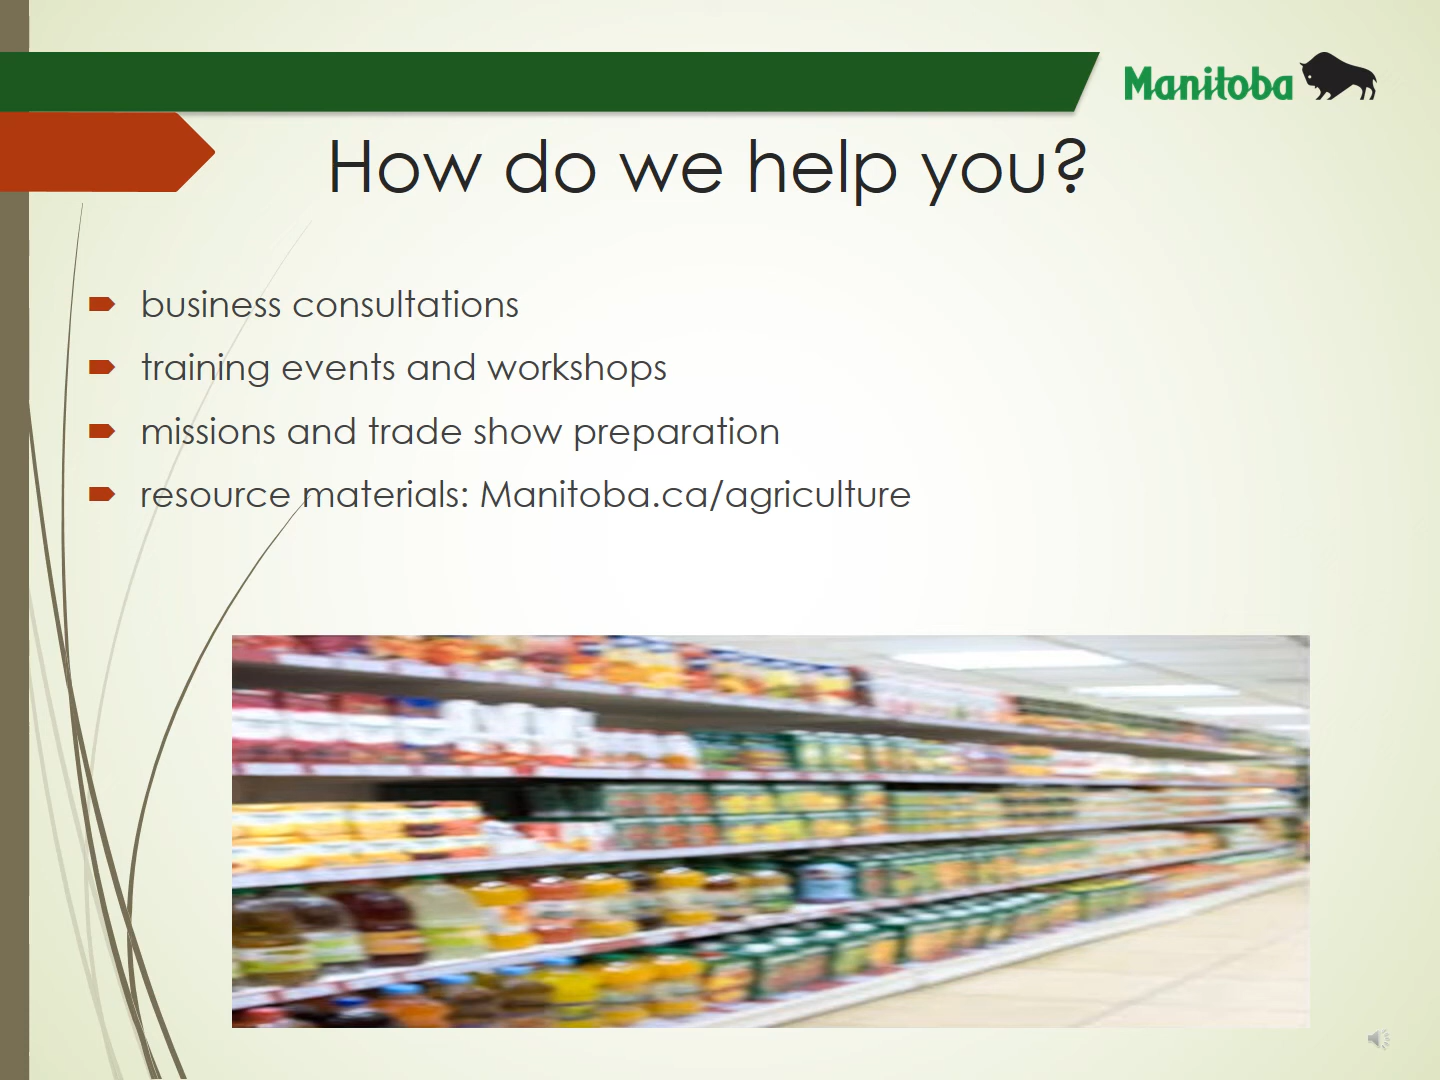 Manitoba
How do we help you?
business consultations
training events and workshops
missions and trade show preparation
resource materials: Manitoba.ca/agriculture